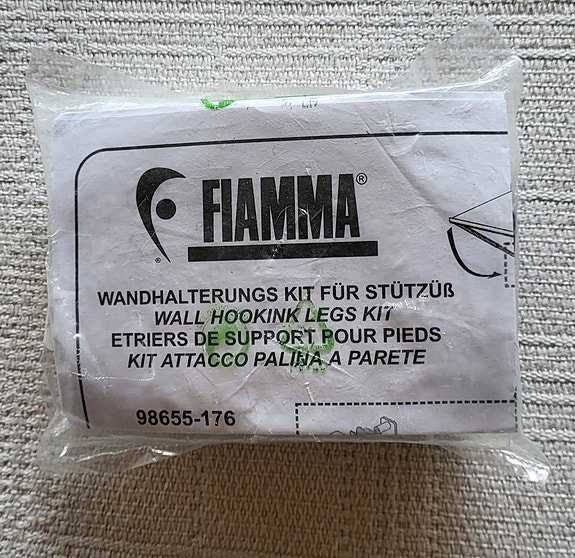 FIAMMA®
®
WANDHALTERUNGS KIT FÜR STÜTZÜß
WALL HOOKINK LEGS KIT
ETRIERS DE SUPPORT POUR PIEDS
KIT ATTACCO PALINA A PARETE
98655-176